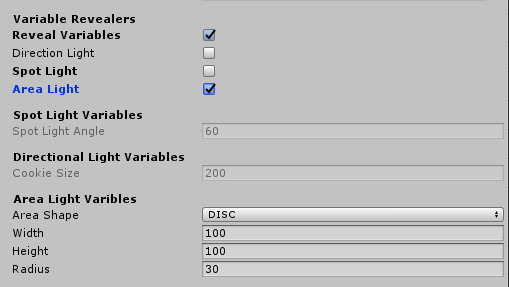 Variable Revealers
Reveal Variables
Direction Light
Spot Light
Area Light
Spot Light Variables
Spot Light Angle 60
Directional Light Variables
Cookie Size 200
Area Light Varibles
Area Shape DISC
Width 100
Height 100
Radius 30